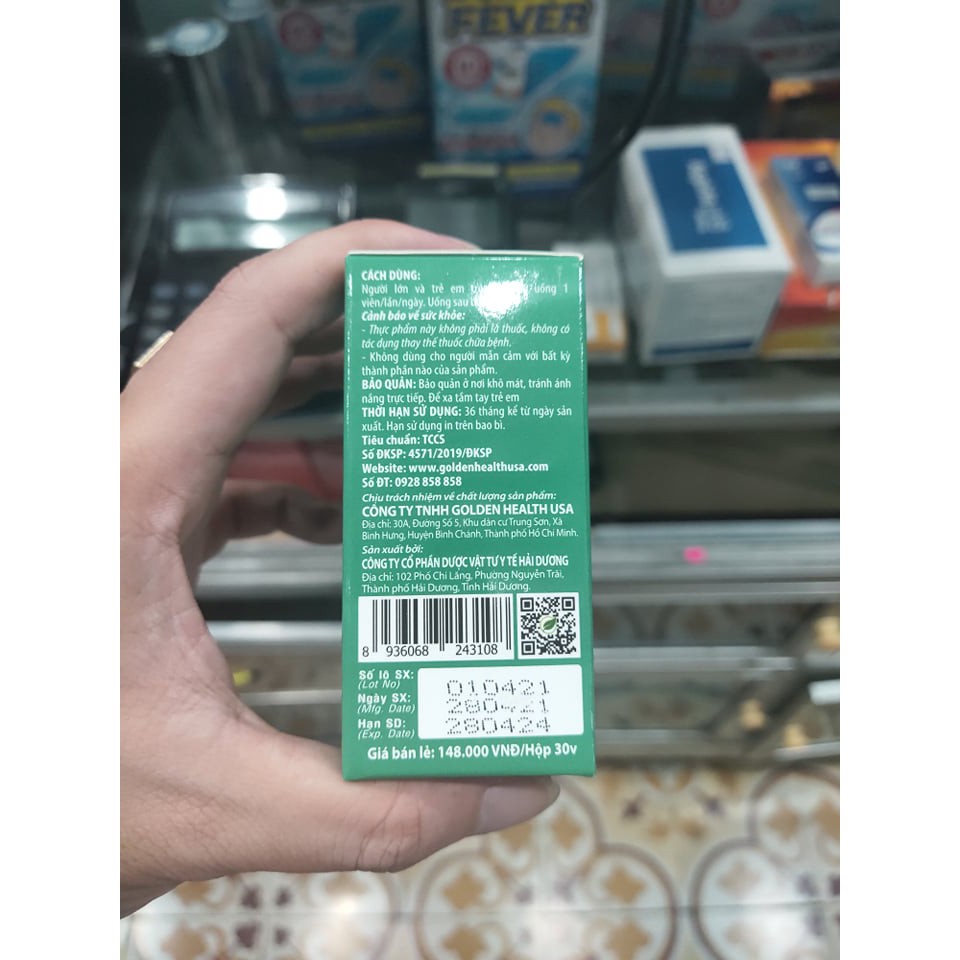 FEVER
CÁCH DÙNG:
Người lớn và trẻ em uống 1
viên/lần/ngày. Uống sau
Cảnh báo về sức khỏe:
- Thực phẩm này không phải là thuốc, không có
tác dụng thay thế thuốc chữa bệnh.
- Không dùng cho người mẫn cảm với bất kỳ
thành phần nào của sản phẩm.
BẢO QUẢN: Bảo quản ở nơi khô mát, tránh ánh
nắng trực tiếp. Để xa tầm tay trẻ em
THỜI HẠN SỬ DỤNG: 36 tháng kể từ ngày sản
xuất. Hạn sử dụng in trên bao bì.
Tiêu chuẩn: TCCS
Số ĐKSP: 4571/2019/ĐKSP
Website: www.goldenhealthusa.com
Số ĐT: 0928 858 858
Chịu trách nhiệm về chất lượng sản phẩm:
CÔNG TY TNHH GOLDEN HEALTH USA
Địa chỉ: 30A, Đường Số 5, Khu dân cư Trung Sơn, Xã
Bình Hưng, Huyện Bình Chánh, Thành phố Hồ Chí Minh.
Sản xuất bởi:
CÔNG TY CỔ PHẦN DƯỢC VẬT TƯ Y TẾ HẢI DƯƠNG
Địa chỉ: 102 Phố Chi Lăng, Phường Nguyễn Trãi,
Thành phố Hải Dương, Tỉnh Hải Dương.
8 936068 243108
Số lô SX: 010421
(Lot No)
Ngày SX: 280421
(Mfg. Date)
Hạn SD: 280424
(Exp. Date)
Giá bán lẻ: 148.000 VNĐ/Hộp 30v